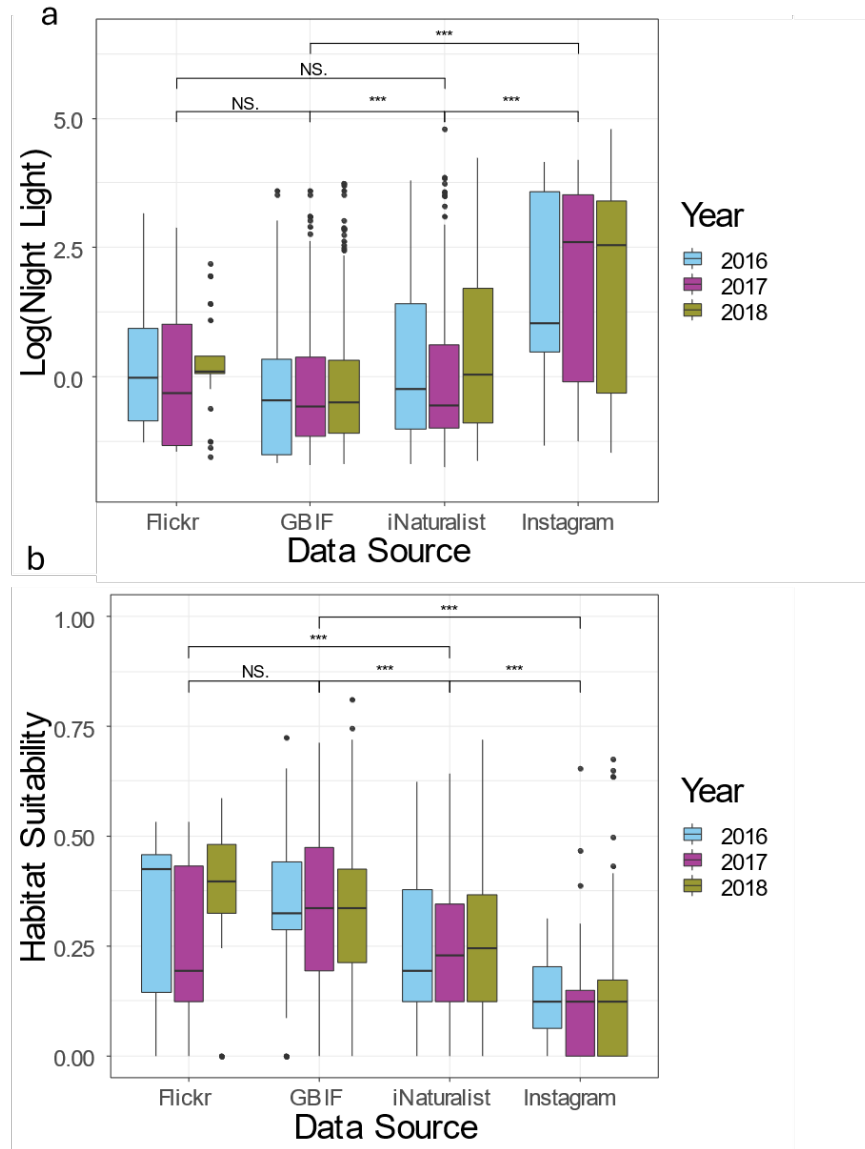 a
***
NS.
NS.
***
***
5.0
2.5
0.0
Log(Night Light)
Year
2016
2017
2018
Flickr
GBIF
iNaturalist
Instagram
Data Source
b
***
***
NS.
***
***
1.00
0.75
0.50
0.25
0.00
Habitat Suitability
Year
2016
2017
2018
Flickr
GBIF
iNaturalist
Instagram
Data Source